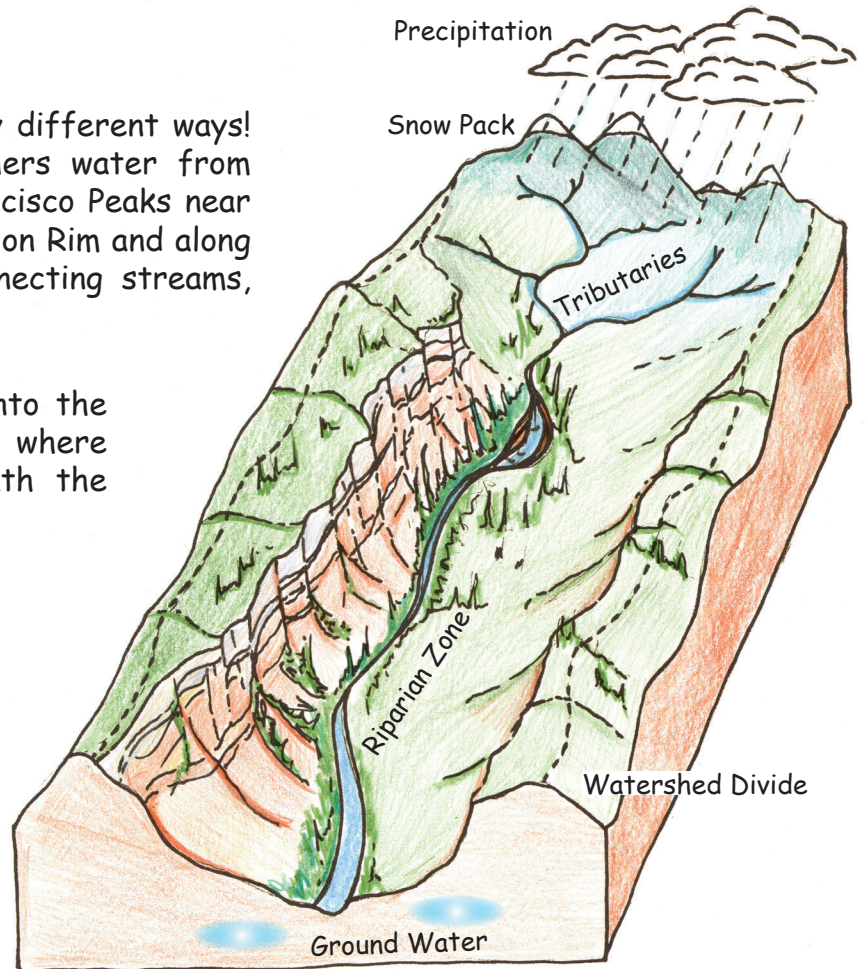 Precipitation
different ways!
Snow Pack
hers water from
cisco Peaks near
on Rim and along
necting streams,
Tributaries
nto the
where
th the
Riparian Zone
Watershed Divide
Ground Water